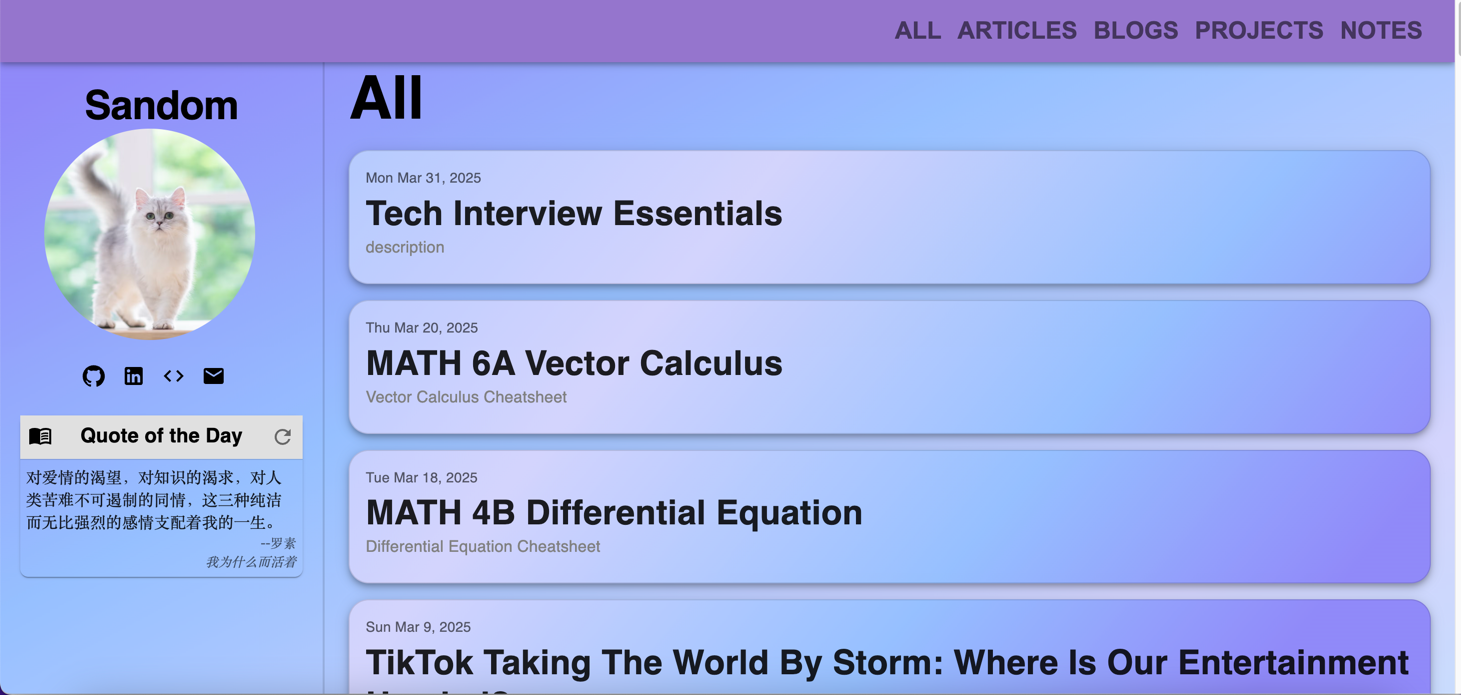 ALL ARTICLES BLOGS PROJECTS NOTES
Sandom
Quote of the Day
对爱情的渴望，对知识的渴求，对人
类苦难不可遏制的同情，这三种纯洁
而无比强烈的感情支配着我的一生。
--罗素
我为什么而活着
All
Mon Mar 31, 2025
Tech Interview Essentials
description
Thu Mar 20, 2025
MATH 6A Vector Calculus
Vector Calculus Cheatsheet
Tue Mar 18, 2025
MATH 4B Differential Equation
Differential Equation Cheatsheet
Sun Mar 9, 2025
TikTok Taking The World By Storm: Where Is Our Entertainment